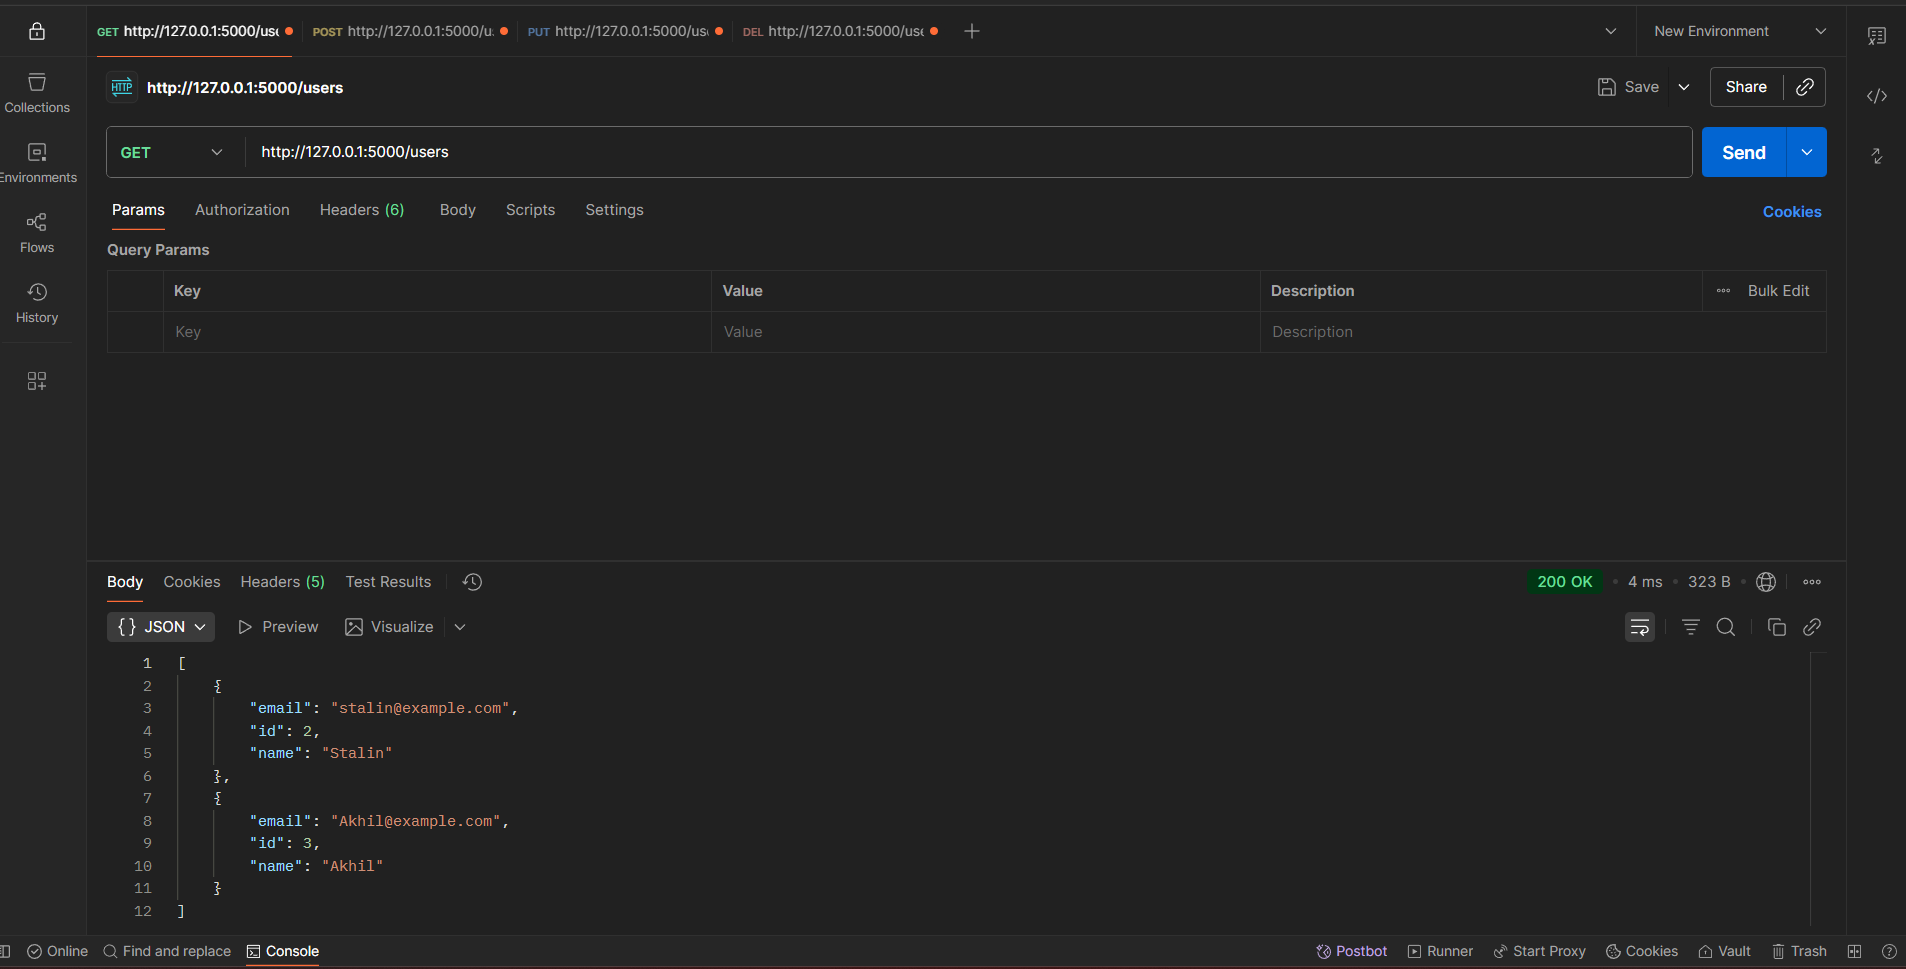 GET http://127.0.0.1:5000/use POST http://127.0.0.1:5000/u PUT http://127.0.0.1:5000/us DEL http://127.0.0.1:5000/use New Environment
HTTP http://127.0.0.1:5000/users Save Share
Collections
GET http://127.0.0.1:5000/users Send
Environments
Params Authorization Headers (6) Body Scripts Settings Cookies
Flows
Query Params
Key Value Description Bulk Edit
History
Key Value Description
Body Cookies Headers (5) Test Results 200 OK • 4 ms • 323 B
{} JSON Preview Visualize
1 [
2 {
3 "email": "stalin@example.com",
4 "id": 2,
5 "name": "Stalin"
6 },
7 {
8 "email": "Akhil@example.com",
9 "id": 3,
10 "name": "Akhil"
11 }
12 ]
Online Find and replace Console Postbot Runner Start Proxy Cookies Vault Trash